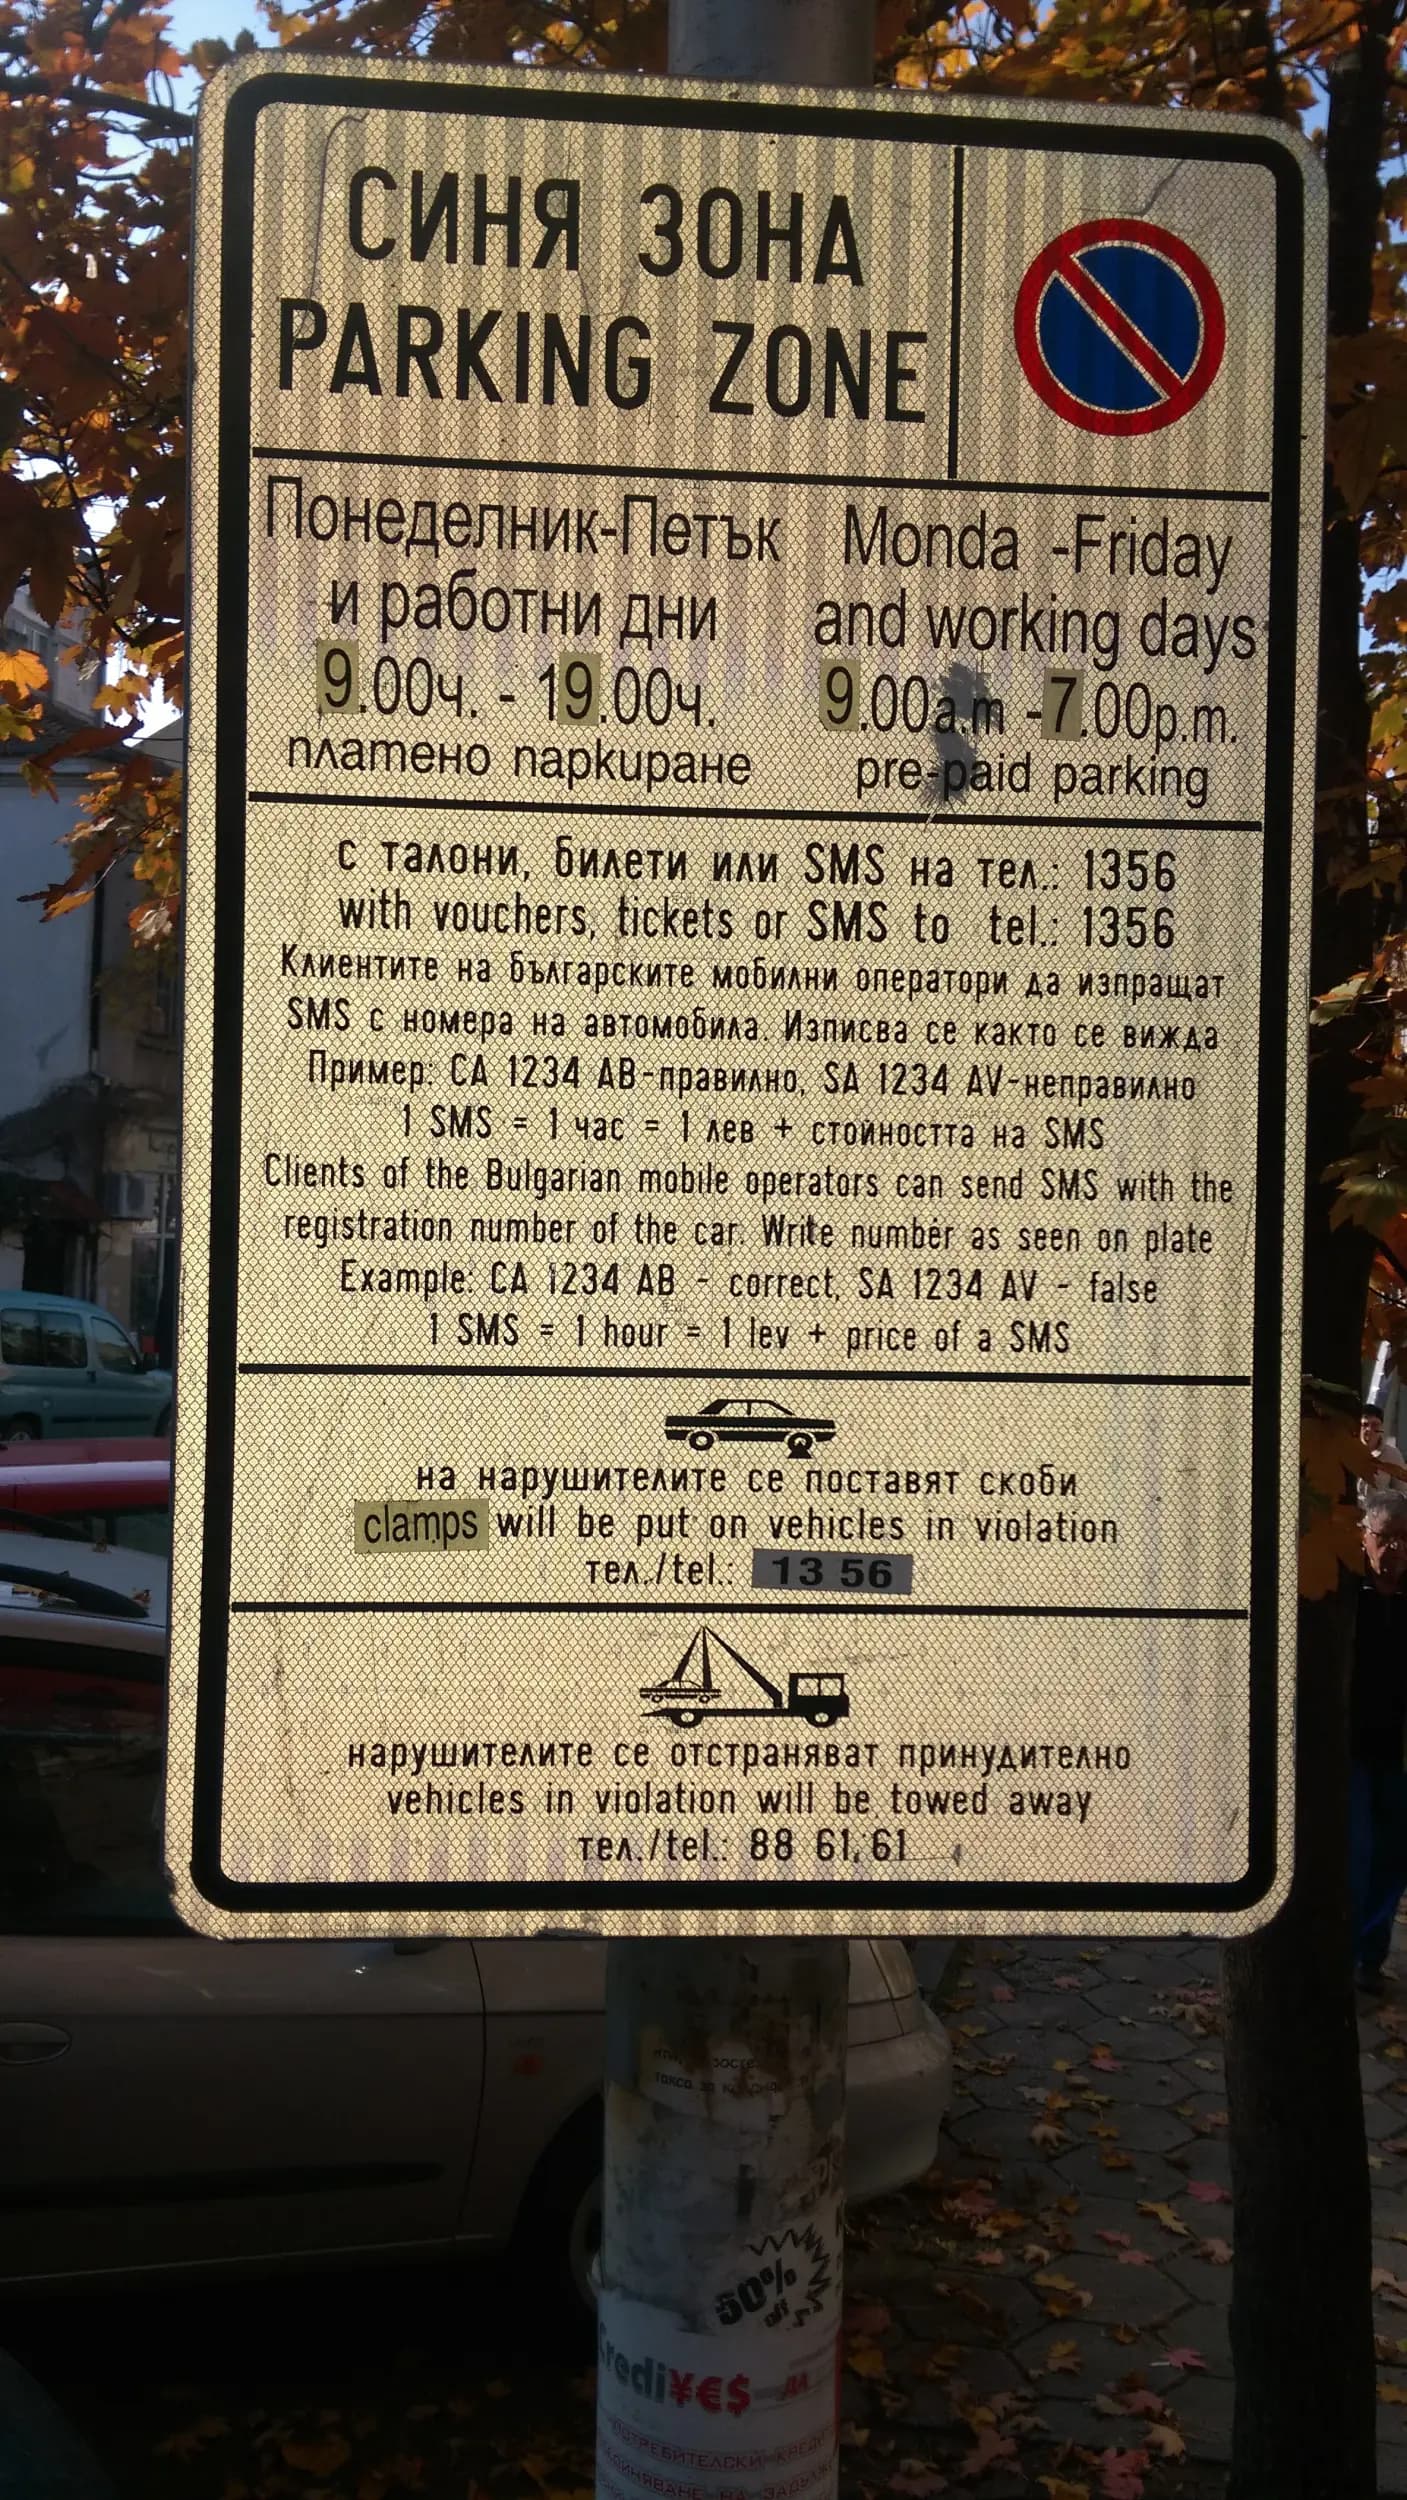 СИНЯ ЗОНА
PARKING ZONE
Понеделник-Петък
и работни дни
9.00ч. - 19.00ч.
платено паркиране
Monda -Friday
and working days
9.00a.m -7.00p.m.
pre-paid parking
с талони, билети или SMS на тел.: 1356
with vouchers, tickets or SMS to tel.: 1356
Клиентите на българските мобилни оператори да изпращат
SMS с номера на автомобила. Изписва се както се вижда
Пример: СА 1234 АВ-правилно, SA 1234 AV-неправилно
1 SMS = 1 час = 1 лев + стойността на SMS
Clients of the Bulgarian mobile operators can send SMS with the
registration number of the car. Write number as seen on plate
Example: CA 1234 AB - correct, SA 1234 AV - false
1 SMS = 1 hour = 1 lev + price of a SMS
на нарушителите се поставят скоби
clamps will be put on vehicles in violation
тел./tel.: 13 56
нарушителите се отстраняват принудително
vehicles in violation will be towed away
тел./tel.: 88 61 61
50%
off
Credi¥€$ ДА